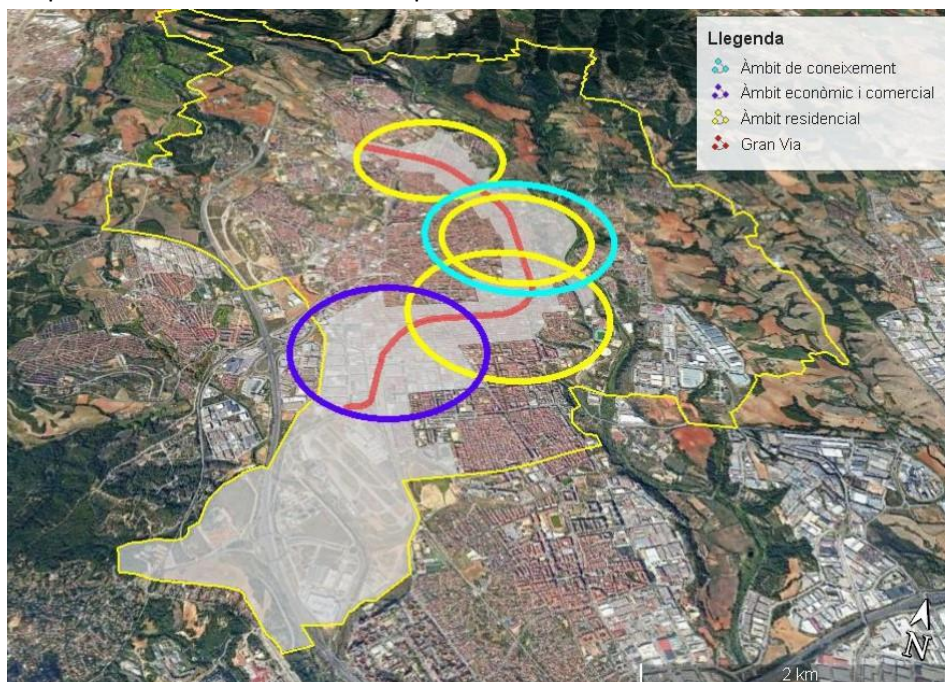 Llegenda
Àmbit de coneixement
Àmbit econòmic i comercial
Àmbit residencial
Gran Via
N
2 km